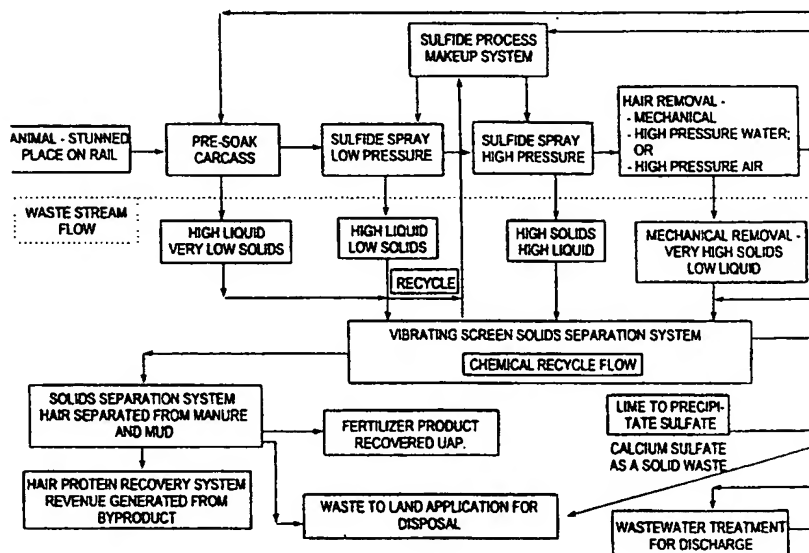 SULFIDE PROCESS
MAKEUP SYSTEM
ANIMAL - STUNNED
PLACE ON RAIL
PRE-SOAK
CARCASS
SULFIDE SPRAY
LOW PRESSURE
SULFIDE SPRAY
HIGH PRESSURE
HAIR REMOVAL -
- MECHANICAL
- HIGH PRESSURE WATER;
OR
- HIGH PRESSURE AIR
WASTE STREAM
FLOW
HIGH LIQUID
VERY LOW SOLIDS
HIGH LIQUID
LOW SOLIDS
HIGH SOLIDS
HIGH LIQUID
MECHANICAL REMOVAL -
VERY HIGH SOLIDS
LOW LIQUID
RECYCLE
VIBRATING SCREEN SOLIDS SEPARATION SYSTEM
CHEMICAL RECYCLE FLOW
SOLIDS SEPARATION SYSTEM
HAIR SEPARATED FROM MANURE
AND MUD
FERTILIZER PRODUCT
RECOVERED UAP.
LIME TO PRECIPI-
TATE SULFATE
CALCIUM SULFATE
AS A SOLID WASTE
HAIR PROTEIN RECOVERY SYSTEM
REVENUE GENERATED FROM
BYPRODUCT
WASTE TO LAND APPLICATION FOR
DISPOSAL
WASTEWATER TREATMENT
FOR DISCHARGE